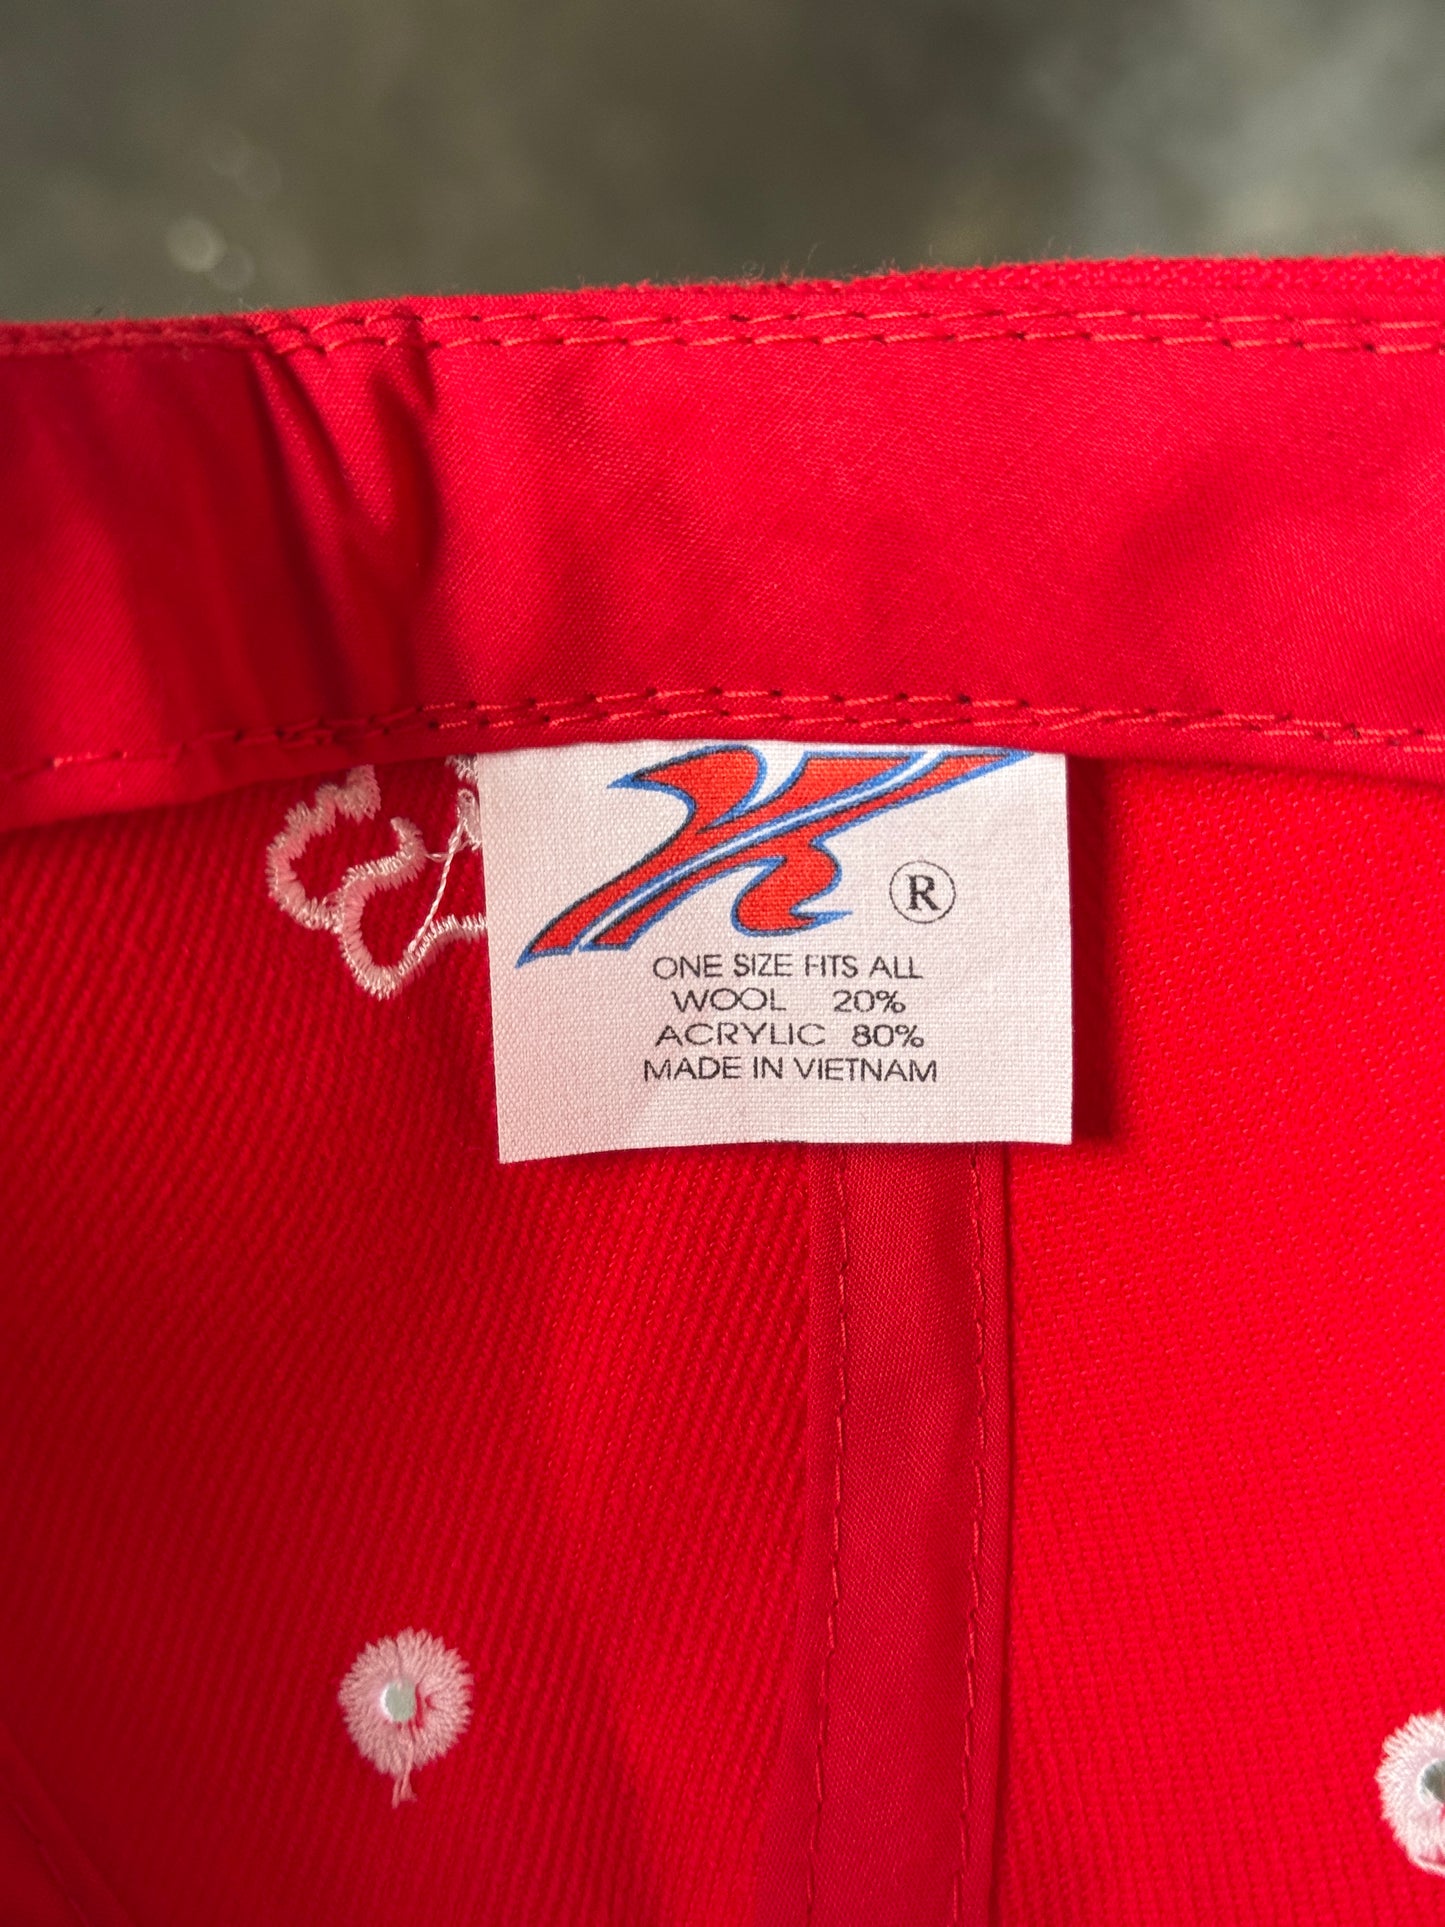 ®
ONE SIZE FITS ALL
WOOL 20%
ACRYLIC 80%
MADE IN VIETNAM